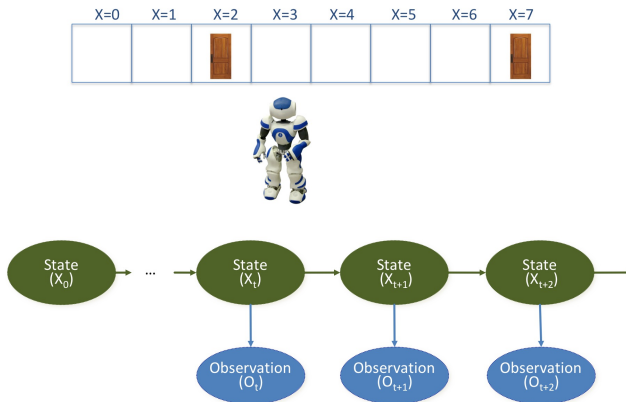 X=0 X=1 X=2 X=3 X=4 X=5 X=6 X=7
State State State State
(X₀) ... (Xₜ) (Xₜ₊₁) (Xₜ₊₂)
Observation Observation Observation
(Oₜ) (Oₜ₊₁) (Oₜ₊₂)